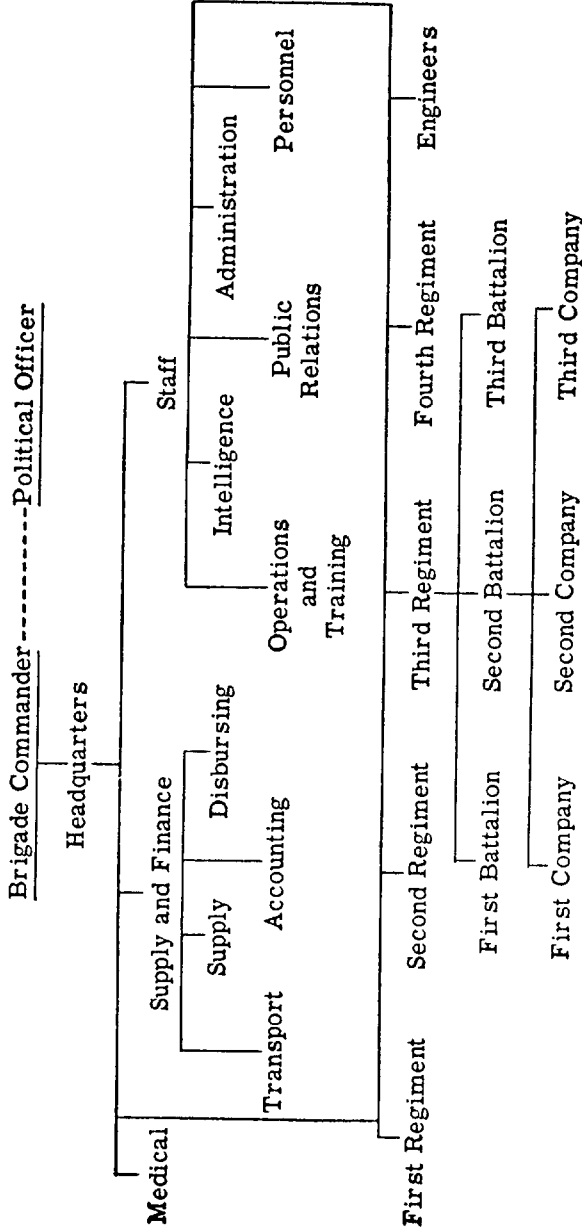 Brigade Commander-----------Political Officer
Headquarters
Medical
Supply and Finance
Staff
Transport
Supply
Accounting
Disbursing
Operations
and
Training
Intelligence
Public
Relations
Administration
Personnel
First Regiment
Second Regiment
Third Regiment
Fourth Regiment
Engineers
First Battalion
Second Battalion
Third Battalion
First Company
Second Company
Third Company